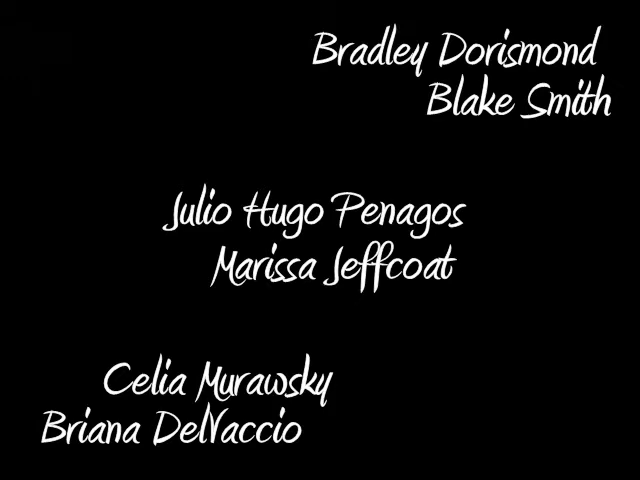 Bradley Dorismond
Blake Smith
Julio Hugo Penagos
Marissa Jeffcoat
Celia Murawsky
Briana DelVaccio